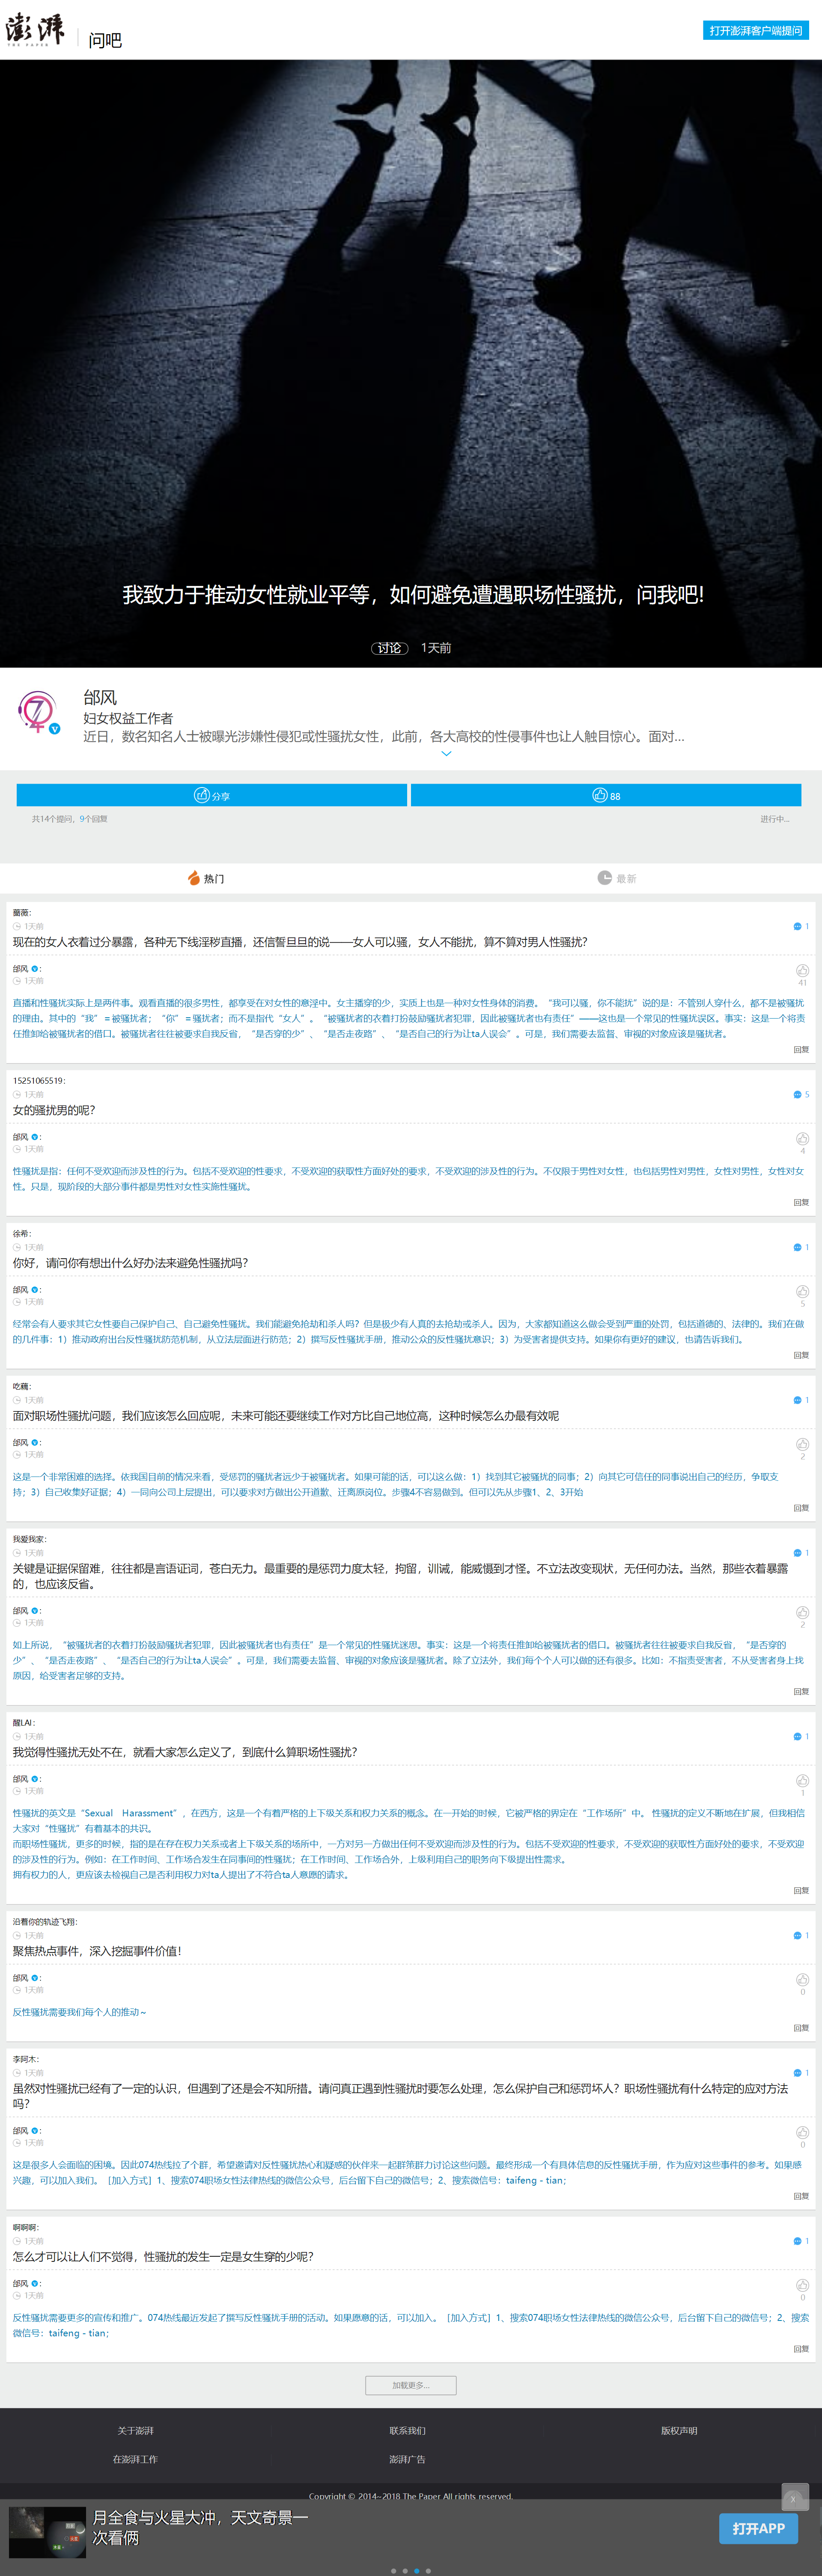 澎湃
THE PAPER
问吧
打开澎湃客户端提问
我致力于推动女性就业平等，如何避免遭遇职场性骚扰，问我吧!
讨论 1天前
邰风
妇女权益工作者
近日，数名知名人士被曝光涉嫌性侵犯或性骚扰女性，此前，各大高校的性侵事件也让人触目惊心。面对...
分享
88
共14个提问，9个回复
进行中...
热门
最新
蔷薇：
1天前 1
现在的女人衣着过分暴露，各种无下线淫秽直播，还信誓旦旦的说——女人可以骚，女人不能扰，算不算对男人性骚扰？
邰风：
1天前
41
直播和性骚扰实际上是两件事。观看直播的很多男性，都享受在对女性的意淫中。女主播穿的少，实质上也是一种对女性身体的消费。“我可以骚，你不能扰”说的是：不管别人穿什么，都不是被骚扰
的理由。其中的“我”＝被骚扰者；“你”＝骚扰者；而不是指代“女人”。“被骚扰者的衣着打扮鼓励骚扰者犯罪，因此被骚扰者也有责任”——这也是一个常见的性骚扰误区。事实：这是一个将责
任推卸给被骚扰者的借口。被骚扰者往往被要求自我反省，“是否穿的少”、“是否走夜路”、“是否自己的行为让ta人误会”。可是，我们需要去监督、审视的对象应该是骚扰者。
回复
15251065519：
1天前 5
女的骚扰男的呢？
邰风：
1天前
4
性骚扰是指：任何不受欢迎而涉及性的行为。包括不受欢迎的性要求，不受欢迎的获取性方面好处的要求，不受欢迎的涉及性的行为。不仅限于男性对女性，也包括男性对男性，女性对男性，女性对女
性。只是，现阶段的大部分事件都是男性对女性实施性骚扰。
回复
徐希：
1天前 1
你好，请问你有想出什么好办法来避免性骚扰吗？
邰风：
1天前
5
经常会有人要求其它女性要自己保护自己、自己避免性骚扰。我们能避免抢劫和杀人吗？但是极少有人真的去抢劫或杀人。因为，大家都知道这么做会受到严重的处罚，包括道德的、法律的。我们在做
的几件事：1）推动政府出台反性骚扰防范机制，从立法层面进行防范；2）撰写反性骚扰手册，推动公众的反性骚扰意识；3）为受害者提供支持。如果你有更好的建议，也请告诉我们。
回复
吃藕：
1天前 1
面对职场性骚扰问题，我们应该怎么回应呢，未来可能还要继续工作对方比自己地位高，这种时候怎么办最有效呢
邰风：
1天前
2
这是一个非常困难的选择。依我国目前的情况来看，受惩罚的骚扰者远少于被骚扰者。如果可能的话，可以这么做：1）找到其它被骚扰的同事；2）向其它可信任的同事说出自己的经历，争取支
持；3）自己收集好证据；4）一同向公司上层提出，可以要求对方做出公开道歉、迁离原岗位。步骤4不容易做到。但可以先从步骤1、2、3开始
回复
我爱我家：
1天前 1
关键是证据保留难，往往都是言语证词，苍白无力。最重要的是惩罚力度太轻，拘留，训诫，能威慑到才怪。不立法改变现状，无任何办法。当然，那些衣着暴露
的，也应该反省。
邰风：
1天前
2
如上所说，“被骚扰者的衣着打扮鼓励骚扰者犯罪，因此被骚扰者也有责任”是一个常见的性骚扰迷思。事实：这是一个将责任推卸给被骚扰者的借口。被骚扰者往往被要求自我反省，“是否穿的
少”、“是否走夜路”、“是否自己的行为让ta人误会”。可是，我们需要去监督、审视的对象应该是骚扰者。除了立法外，我们每个个人可以做的还有很多。比如：不指责受害者，不从受害者身上找
原因，给受害者足够的支持。
回复
醒LAI：
1天前 1
我觉得性骚扰无处不在，就看大家怎么定义了，到底什么算职场性骚扰？
邰风：
1天前
1
性骚扰的英文是“Sexual Harassment”，在西方，这是一个有着严格的上下级关系和权力关系的概念。在一开始的时候，它被严格的界定在“工作场所”中。 性骚扰的定义不断地在扩展，但我相信
大家对“性骚扰”有着基本的共识。
而职场性骚扰，更多的时候，指的是在存在权力关系或者上下级关系的场所中，一方对另一方做出任何不受欢迎而涉及性的行为。包括不受欢迎的性要求，不受欢迎的获取性方面好处的要求，不受欢迎
的涉及性的行为。例如：在工作时间、工作场合发生在同事间的性骚扰；在工作时间、工作场合外，上级利用自己的职务向下级提出性需求。
拥有权力的人，更应该去检视自己是否利用权力对ta人提出了不符合ta人意愿的请求。
回复
沿着你的轨迹飞翔：
1天前 1
聚焦热点事件，深入挖掘事件价值！
邰风：
1天前
0
反性骚扰需要我们每个人的推动～
回复
李阿木：
1天前 1
虽然对性骚扰已经有了一定的认识，但遇到了还是会不知所措。请问真正遇到性骚扰时要怎么处理，怎么保护自己和惩罚坏人？职场性骚扰有什么特定的应对方法
吗？
邰风：
1天前
0
这是很多人会面临的困境。因此074热线拉了个群，希望邀请对反性骚扰热心和疑惑的伙伴来一起群策群力讨论这些问题。最终形成一个有具体信息的反性骚扰手册，作为应对这些事件的参考。如果感
兴趣，可以加入我们。［加入方式］1、搜索074职场女性法律热线的微信公众号，后台留下自己的微信号；2、搜索微信号：taifeng－tian；
回复
啊啊啊：
1天前 1
怎么才可以让人们不觉得，性骚扰的发生一定是女生穿的少呢？
邰风：
1天前
0
反性骚扰需要更多的宣传和推广。074热线最近发起了撰写反性骚扰手册的活动。如果愿意的话，可以加入。［加入方式］1、搜索074职场女性法律热线的微信公众号，后台留下自己的微信号；2、搜索
微信号：taifeng－tian；
回复
加载更多...
关于澎湃 联系我们 版权声明
在澎湃工作 澎湃广告
Copyright © 2014-2018 The Paper All rights reserved.
X
月全食与火星大冲，天文奇景一
次看俩
打开APP